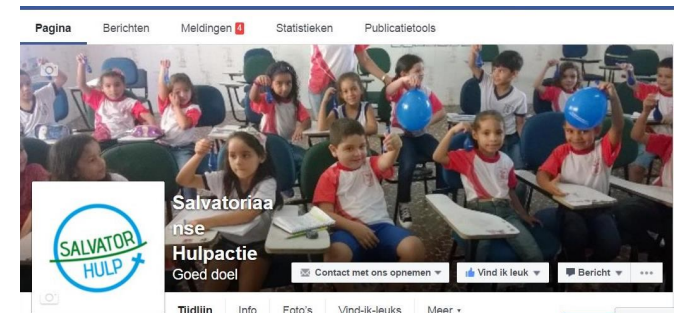 Pagina Berichten Meldingen 4 Statistieken Publicatietools
Salvatoriaa
nse
Hulpactie
Goed doel
SALVATOR
HULP
Contact met ons opnemen Vind ik leuk Bericht
Tijdlijn Info Foto's Vind-ik-leuks Meer